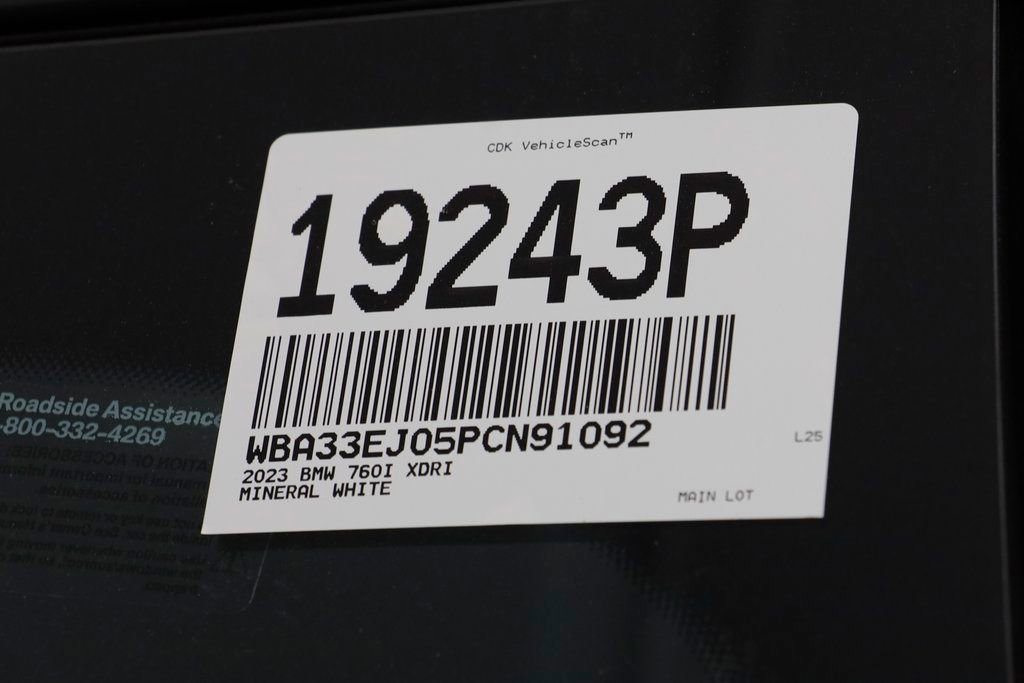 CDK VehicleScan™
19243P
WBA33EJ05PCN91092
2023 BMW 760I XDRI
MINERAL WHITE
L25
MAIN LOT
Roadside Assistance
-800-332-4269